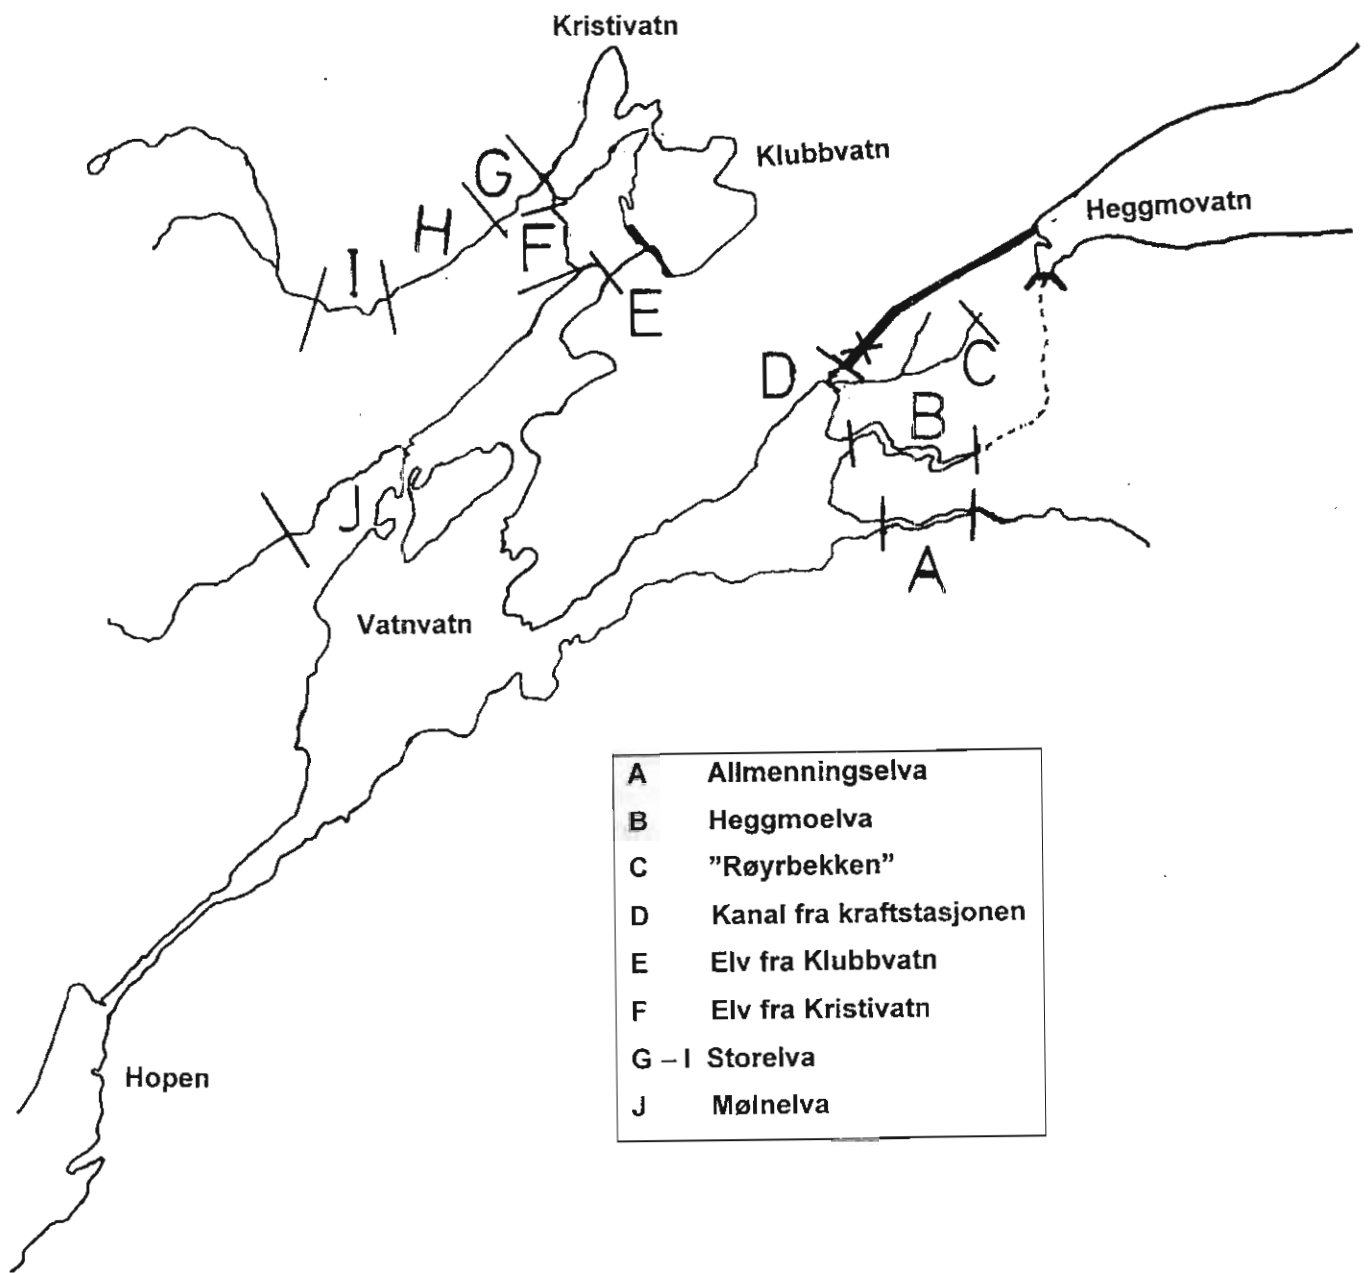 Kristivatn
Klubbvatn
Heggmovatn
G
H
F
I
E
D
C
B
J
A
Vatnvatn
Hopen
A Allmenningselva
B Heggmoelva
C ”Røyrbekken”
D Kanal fra kraftstasjonen
E Elv fra Klubbvatn
F Elv fra Kristivatn
G – I Storelva
J Mølnelva